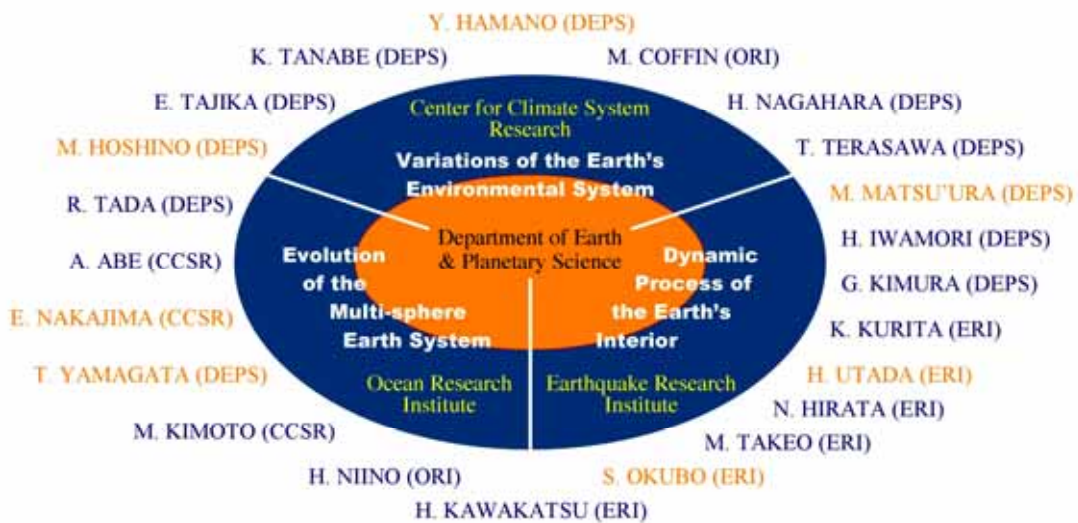 Y. HAMANO (DEPS)
K. TANABE (DEPS)
M. COFFIN (ORI)
E. TAJIKA (DEPS)
H. NAGAHARA (DEPS)
M. HOSHINO (DEPS)
T. TERASAWA (DEPS)
R. TADA (DEPS)
M. MATSU'URA (DEPS)
A. ABE (CCSR)
H. IWAMORI (DEPS)
G. KIMURA (DEPS)
E. NAKAJIMA (CCSR)
K. KURITA (ERI)
T. YAMAGATA (DEPS)
H. UTADA (ERI)
N. HIRATA (ERI)
M. KIMOTO (CCSR)
M. TAKEO (ERI)
H. NIINO (ORI)
S. OKUBO (ERI)
H. KAWAKATSU (ERI)
Center for Climate System
Research
Variations of the Earth's
Environmental System
Department of Earth
& Planetary Science
Evolution
of the
Multi-sphere
Earth System
Dynamic
Process of
the Earth's
Interior
Ocean Research
Institute
Earthquake Research
Institute